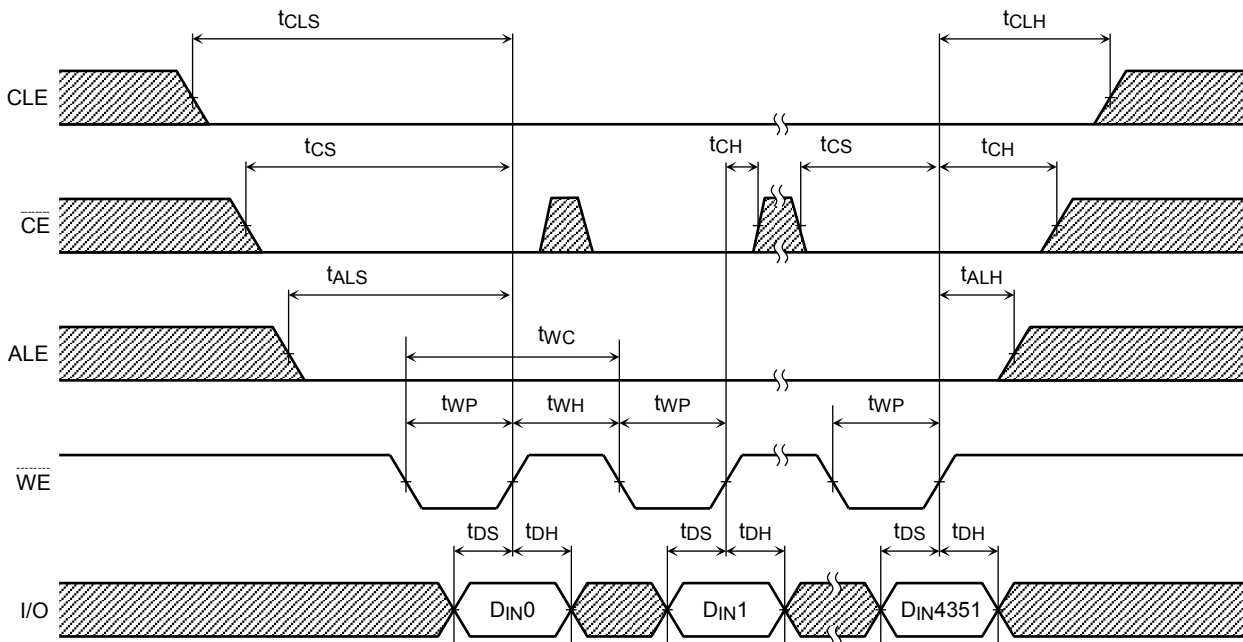 tCLS tCLH
CLE
tCS tCH tCS tCH
CE
tALS tALH
ALE
tWC
tWP tWH tWP tWP
WE
tDS tDH tDS tDH tDS tDH
I/O DIN0 DIN1 DIN4351